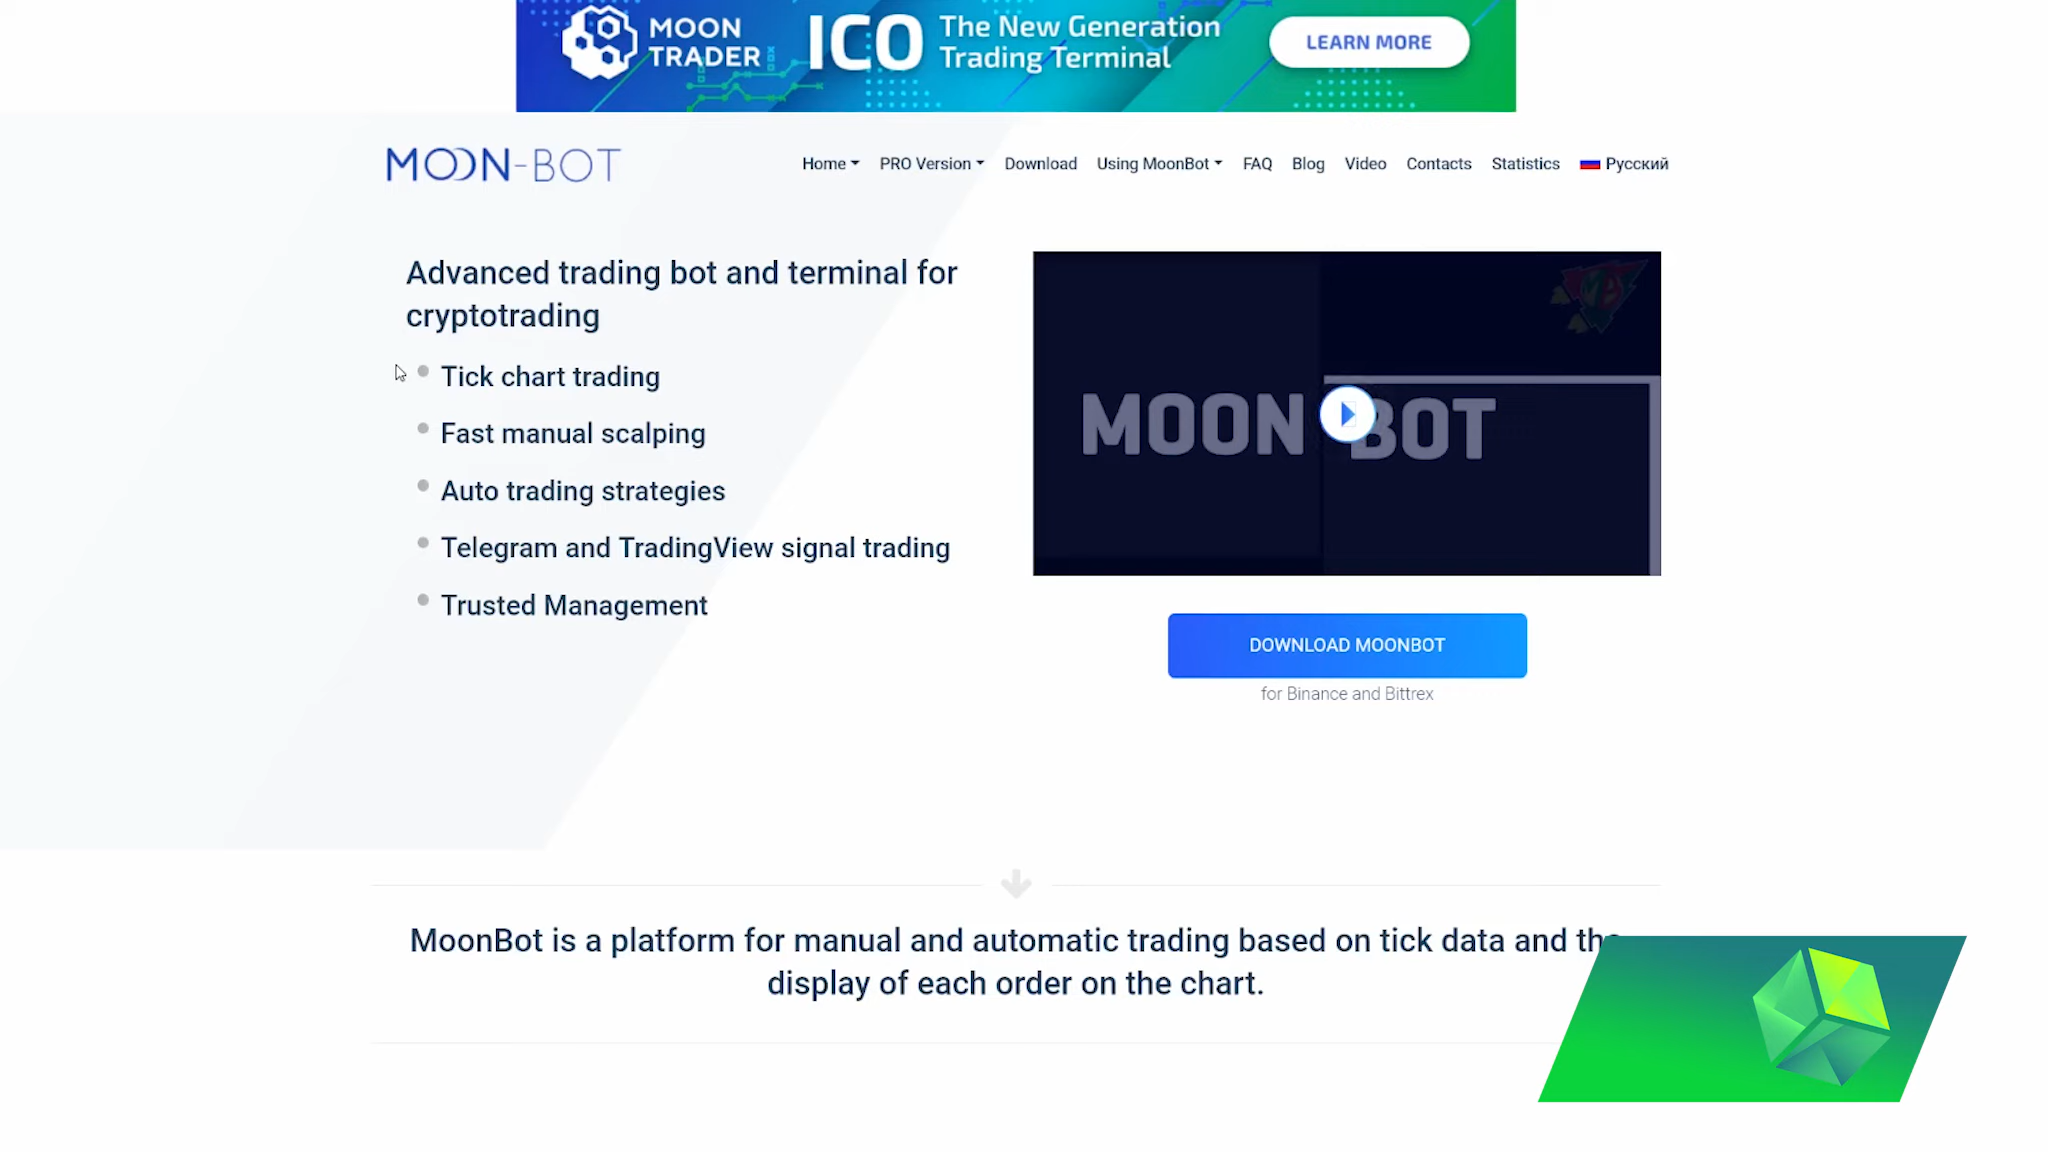 MOON
TRADER
ICO
The New Generation
Trading Terminal
LEARN MORE
MOON-BOT
Home
PRO Version
Download
Using MoonBot
FAQ
Blog
Video
Contacts
Statistics
Русский
Advanced trading bot and terminal for
cryptotrading
Tick chart trading
Fast manual scalping
Auto trading strategies
Telegram and TradingView signal trading
Trusted Management
MB
MOON BOT
DOWNLOAD MOONBOT
for Binance and Bittrex
MoonBot is a platform for manual and automatic trading based on tick data and the
display of each order on the chart.